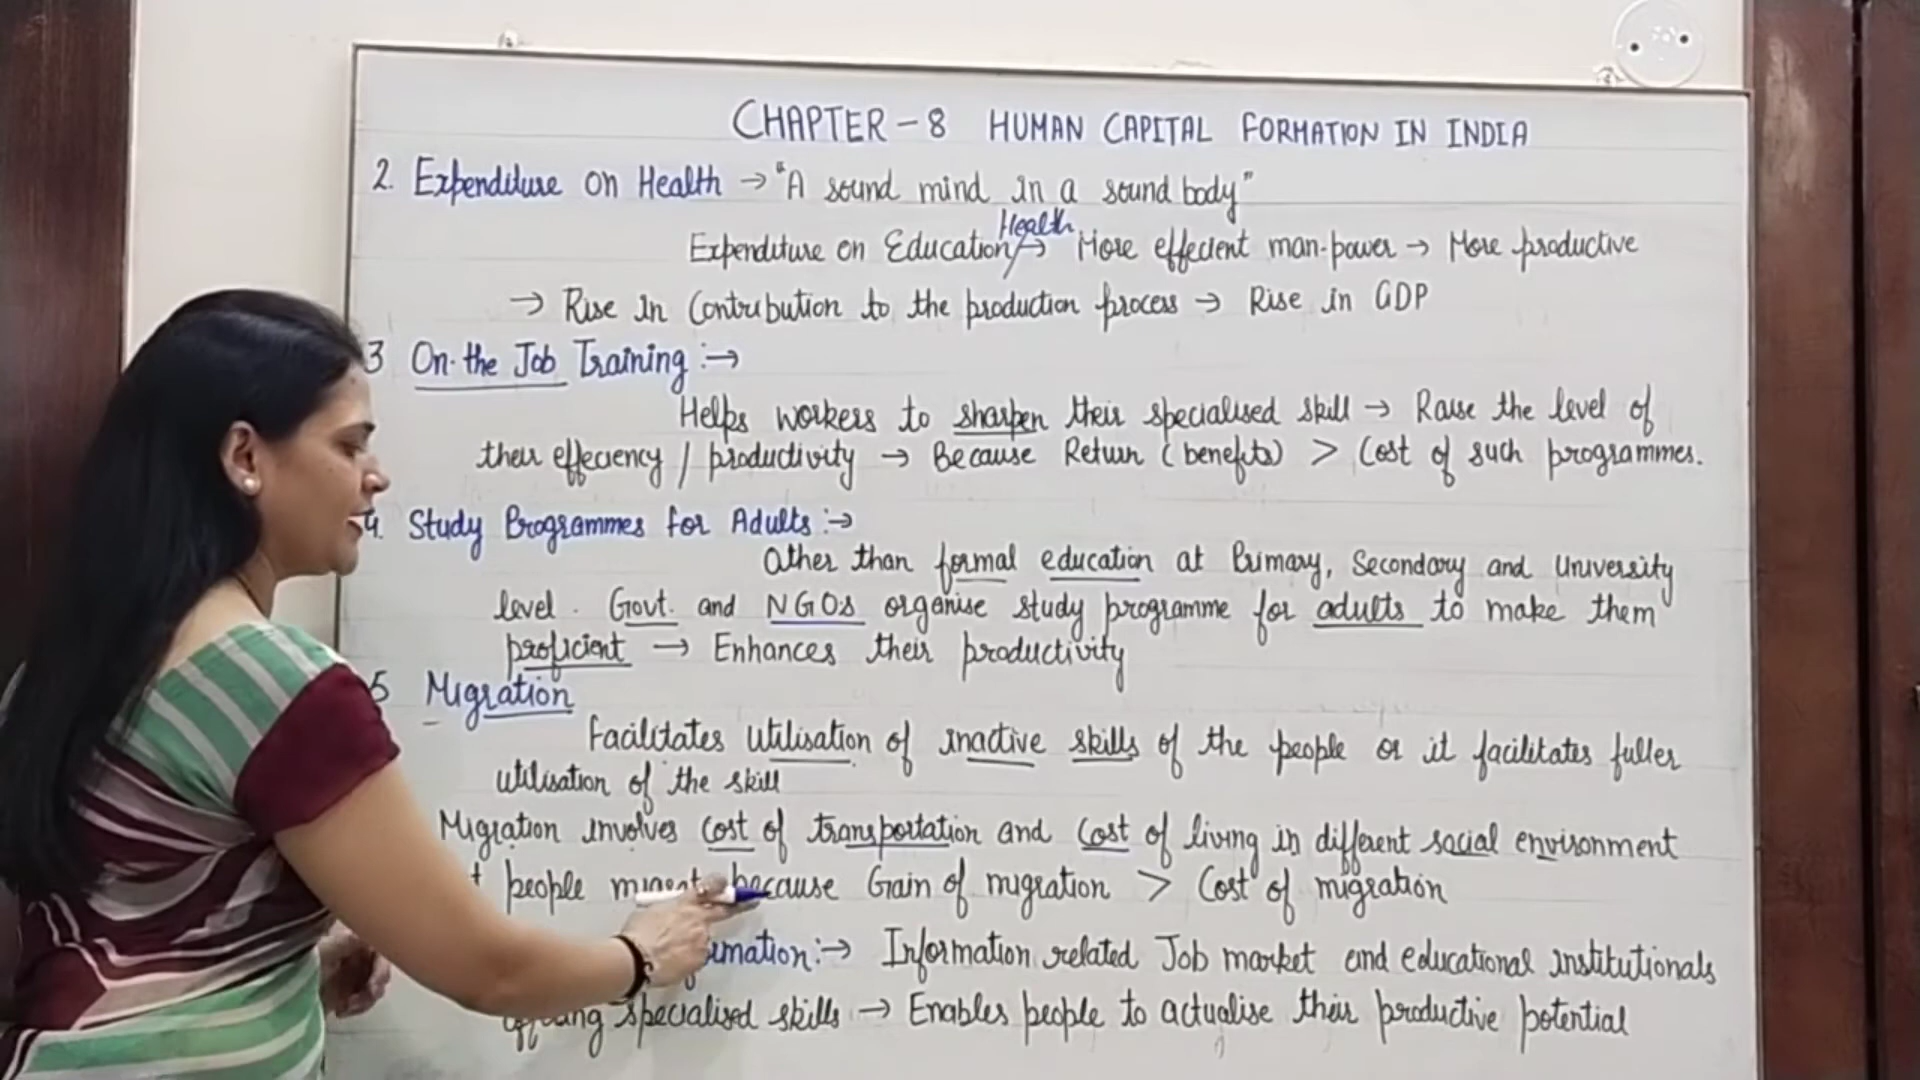 CHAPTER - 8 HUMAN CAPITAL FORMATION IN INDIA
2. Expenditure on Health → "A sound mind in a sound body"
Health
Expenditure on Education → More effecient man-power → More productive
→ Rise in Contribution to the production process → Rise in GDP
3 On-the Job Training :→
Helps workers to sharpen their specialised skill → Raise the level of
their effeciency / productivity → Because Return (benefits) > Cost of such programmes.
4. Study Programmes for Adults :→
Other than formal education at Primary, Secondary and University
level. Govt. and NGOs organise study programme for adults to make them
proficient → Enhances their productivity
5 Migration
Facilitates utilisation of inactive skills of the people or it facilitates fuller
utilisation of the skill
Migration involves cost of transportation and cost of living in different social environment
people because Gain of migration > Cost of migration
:→ Information related Job market and educational institutionals
specialised skills → Enables people to actualise their productive potential